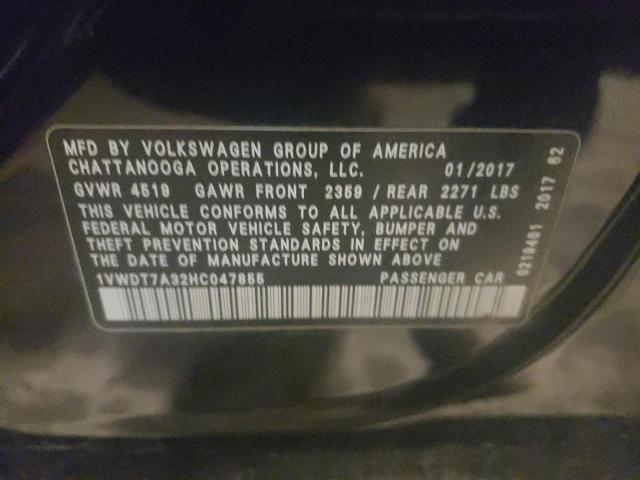 MFD BY VOLKSWAGEN GROUP OF AMERICA
CHATTANOOGA OPERATIONS, LLC. 01/2017
GVWR 4519 GAWR FRONT 2359 / REAR 2271 LBS
THIS VEHICLE CONFORMS TO ALL APPLICABLE U.S.
FEDERAL MOTOR VEHICLE SAFETY, BUMPER AND
THEFT PREVENTION STANDARDS IN EFFECT ON
THE DATE OF MANUFACTURE SHOWN ABOVE
1VWDT7A32HC047855 PASSENGER CAR
0210401 2017 62